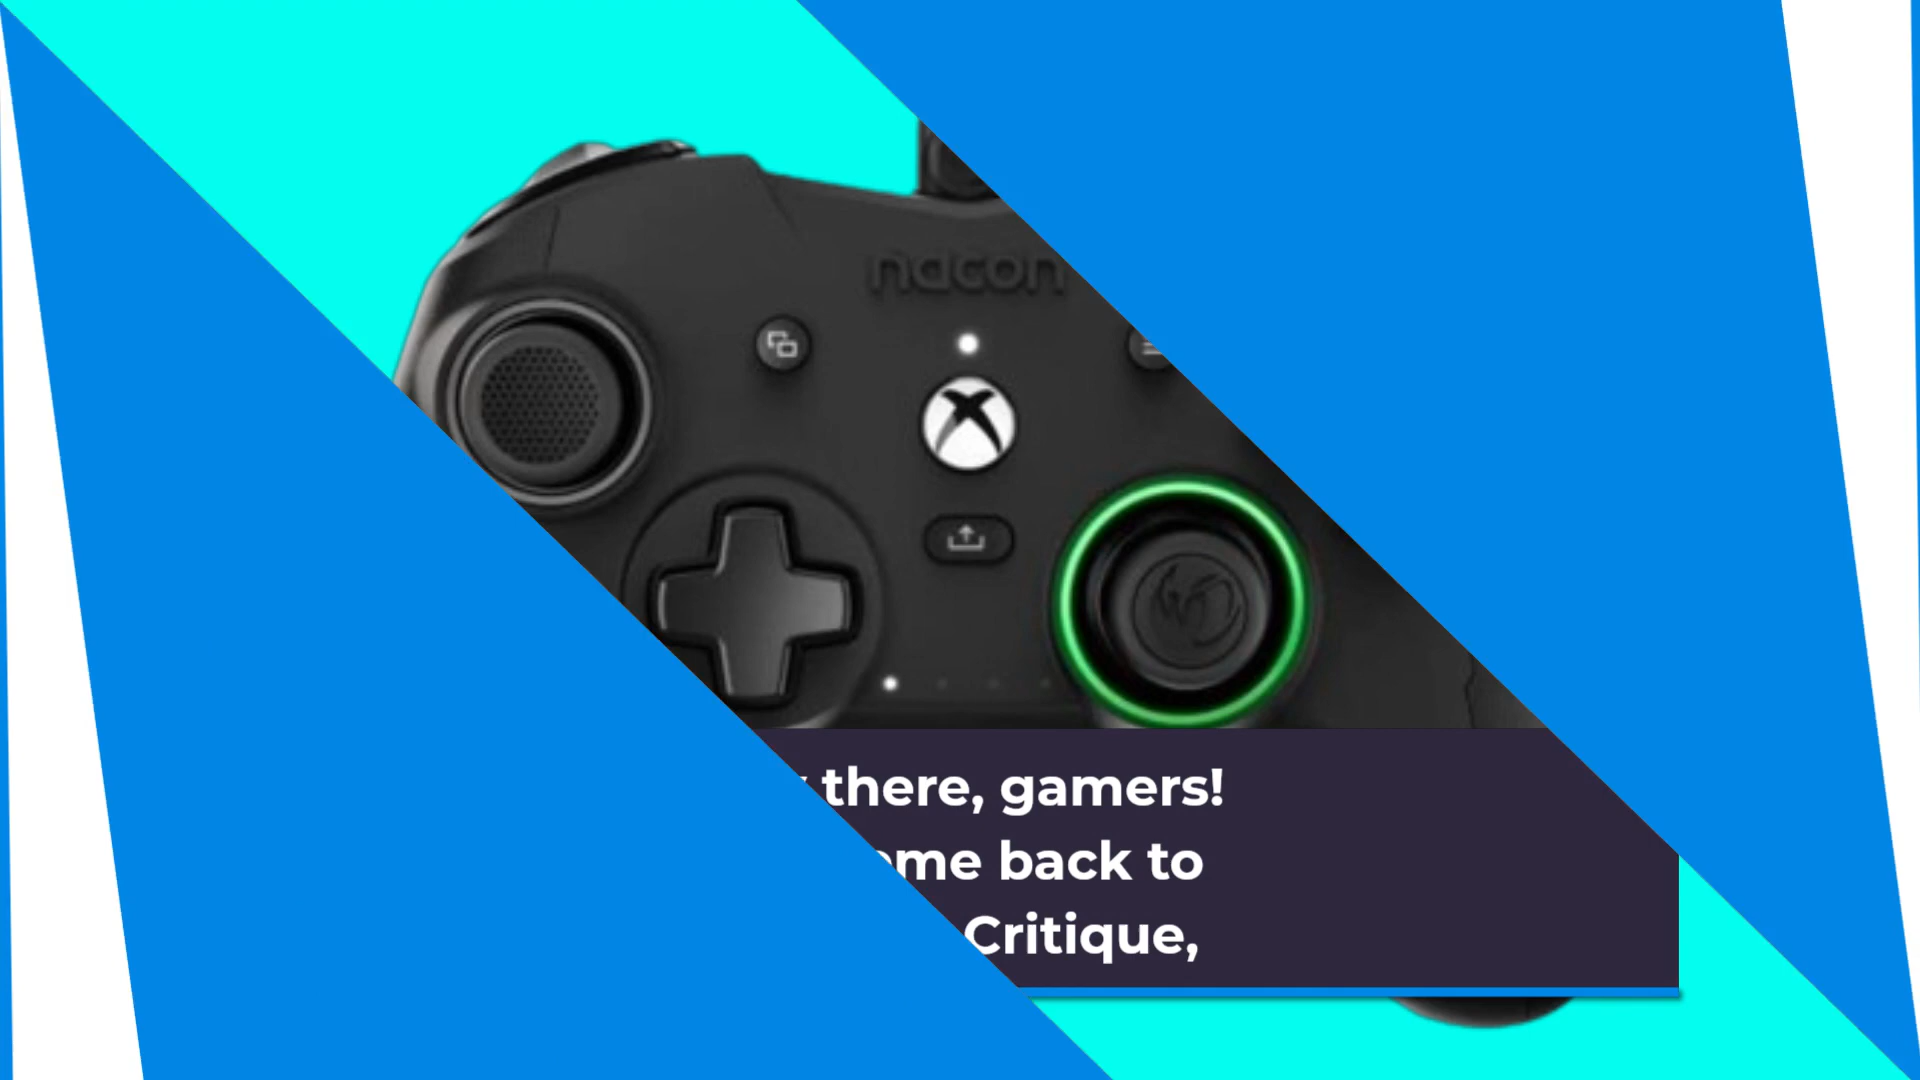 nacon
there, gamers!
back to
Critique,